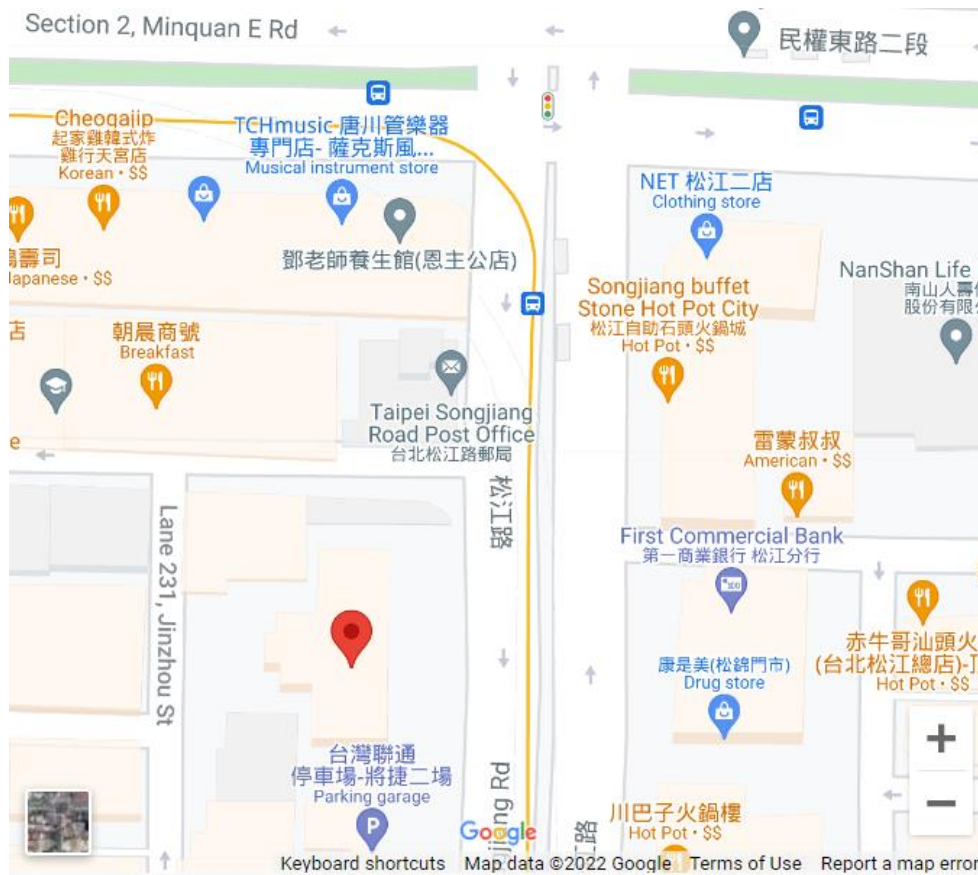 Section 2, Minquan E Rd
民權東路二段
Cheogajip
起家雞韓式炸
雞行天宮店
Korean • $$
TCHmusic 唐川管樂器
專門店- 薩克斯風...
Musical instrument store
NET 松江二店
Clothing store
鄧老師養生館(恩主公店)
壽司
Japanese • $$
Songjiang buffet
Stone Hot Pot City
松江自助石頭火鍋城
Hot Pot • $$
NanShan Life
南山人壽
股份有限
店
朝晨商號
Breakfast
Taipei Songjiang
Road Post Office
台北松江路郵局
e
雷蒙叔叔
American • $$
松江路
Lane 231, Jinzhou St
First Commercial Bank
第一商業銀行 松江分行
康是美(松錦門市)
Drug store
赤牛哥汕頭火
(台北松江總店)-
Hot Pot • $$
台灣聯通
停車場-將捷二場
Parking garage
P
jiang Rd
江路
川巴子火鍋樓
Hot Pot • $$
+
−
Google
Keyboard shortcuts Map data ©2022 Google Terms of Use Report a map error